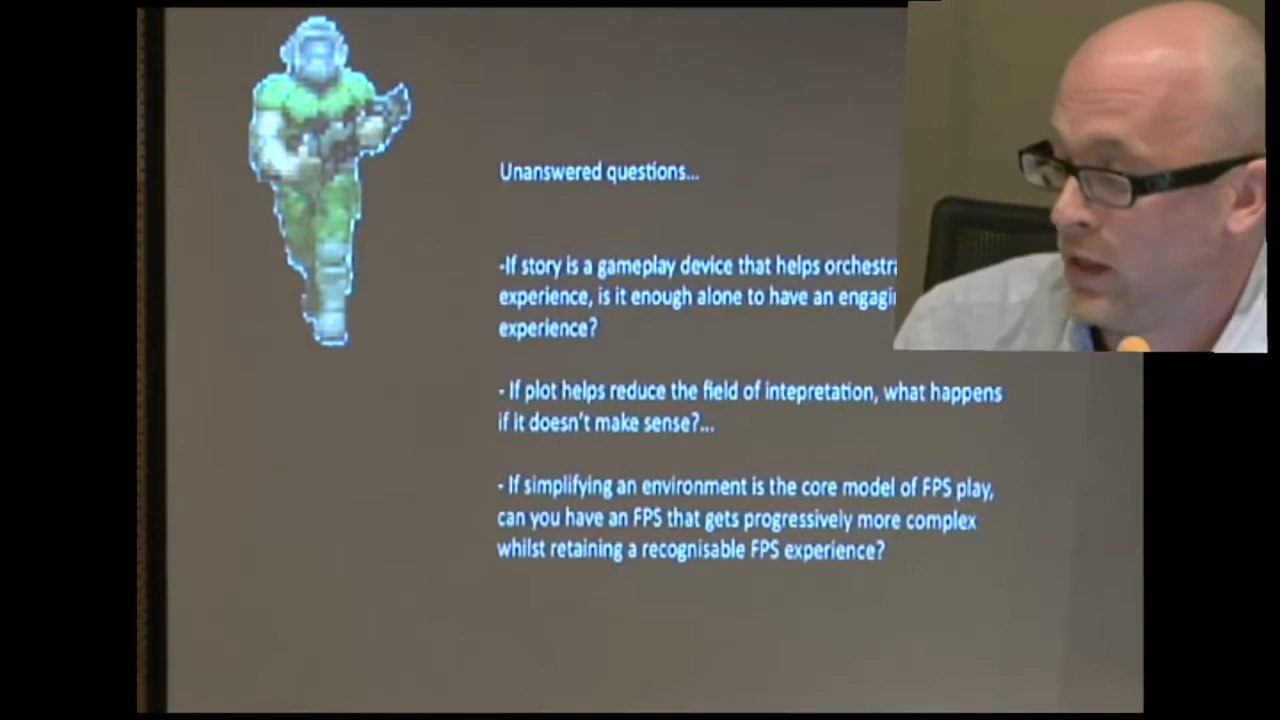 Unanswered questions...
-If story is a gameplay device that helps
experience, is it enough alone to have an
experience?
- If plot helps reduce the field of intepretation, what happens
if it doesn't make sense?...
- If simplifying an environment is the core model of FPS play,
can you have an FPS that gets progressively more complex
whilst retaining a recognisable FPS experience?